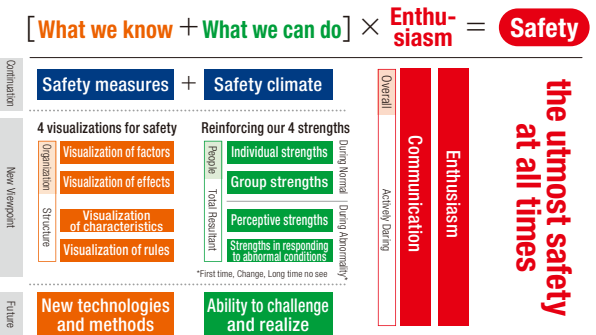 [What we know + What we can do] × Enthu-
siasm = Safety
Continuation
Safety measures + Safety climate
New Viewpoint
4 visualizations for safety
Organization
Visualization of factors
Visualization of effects
Structure
Visualization
of characteristics
Visualization of rules
Reinforcing our 4 strengths
People
Individual strengths
Group strengths
During Normal
Total Resultant
Perceptive strengths
Strengths in responding
to abnormal conditions
During Abnormality*
*First time, Change, Long time no see
Future
New technologies
and methods
Ability to challenge
and realize
Overall
Actively Daring
Communication
Enthusiasm
the utmost safety
at all times